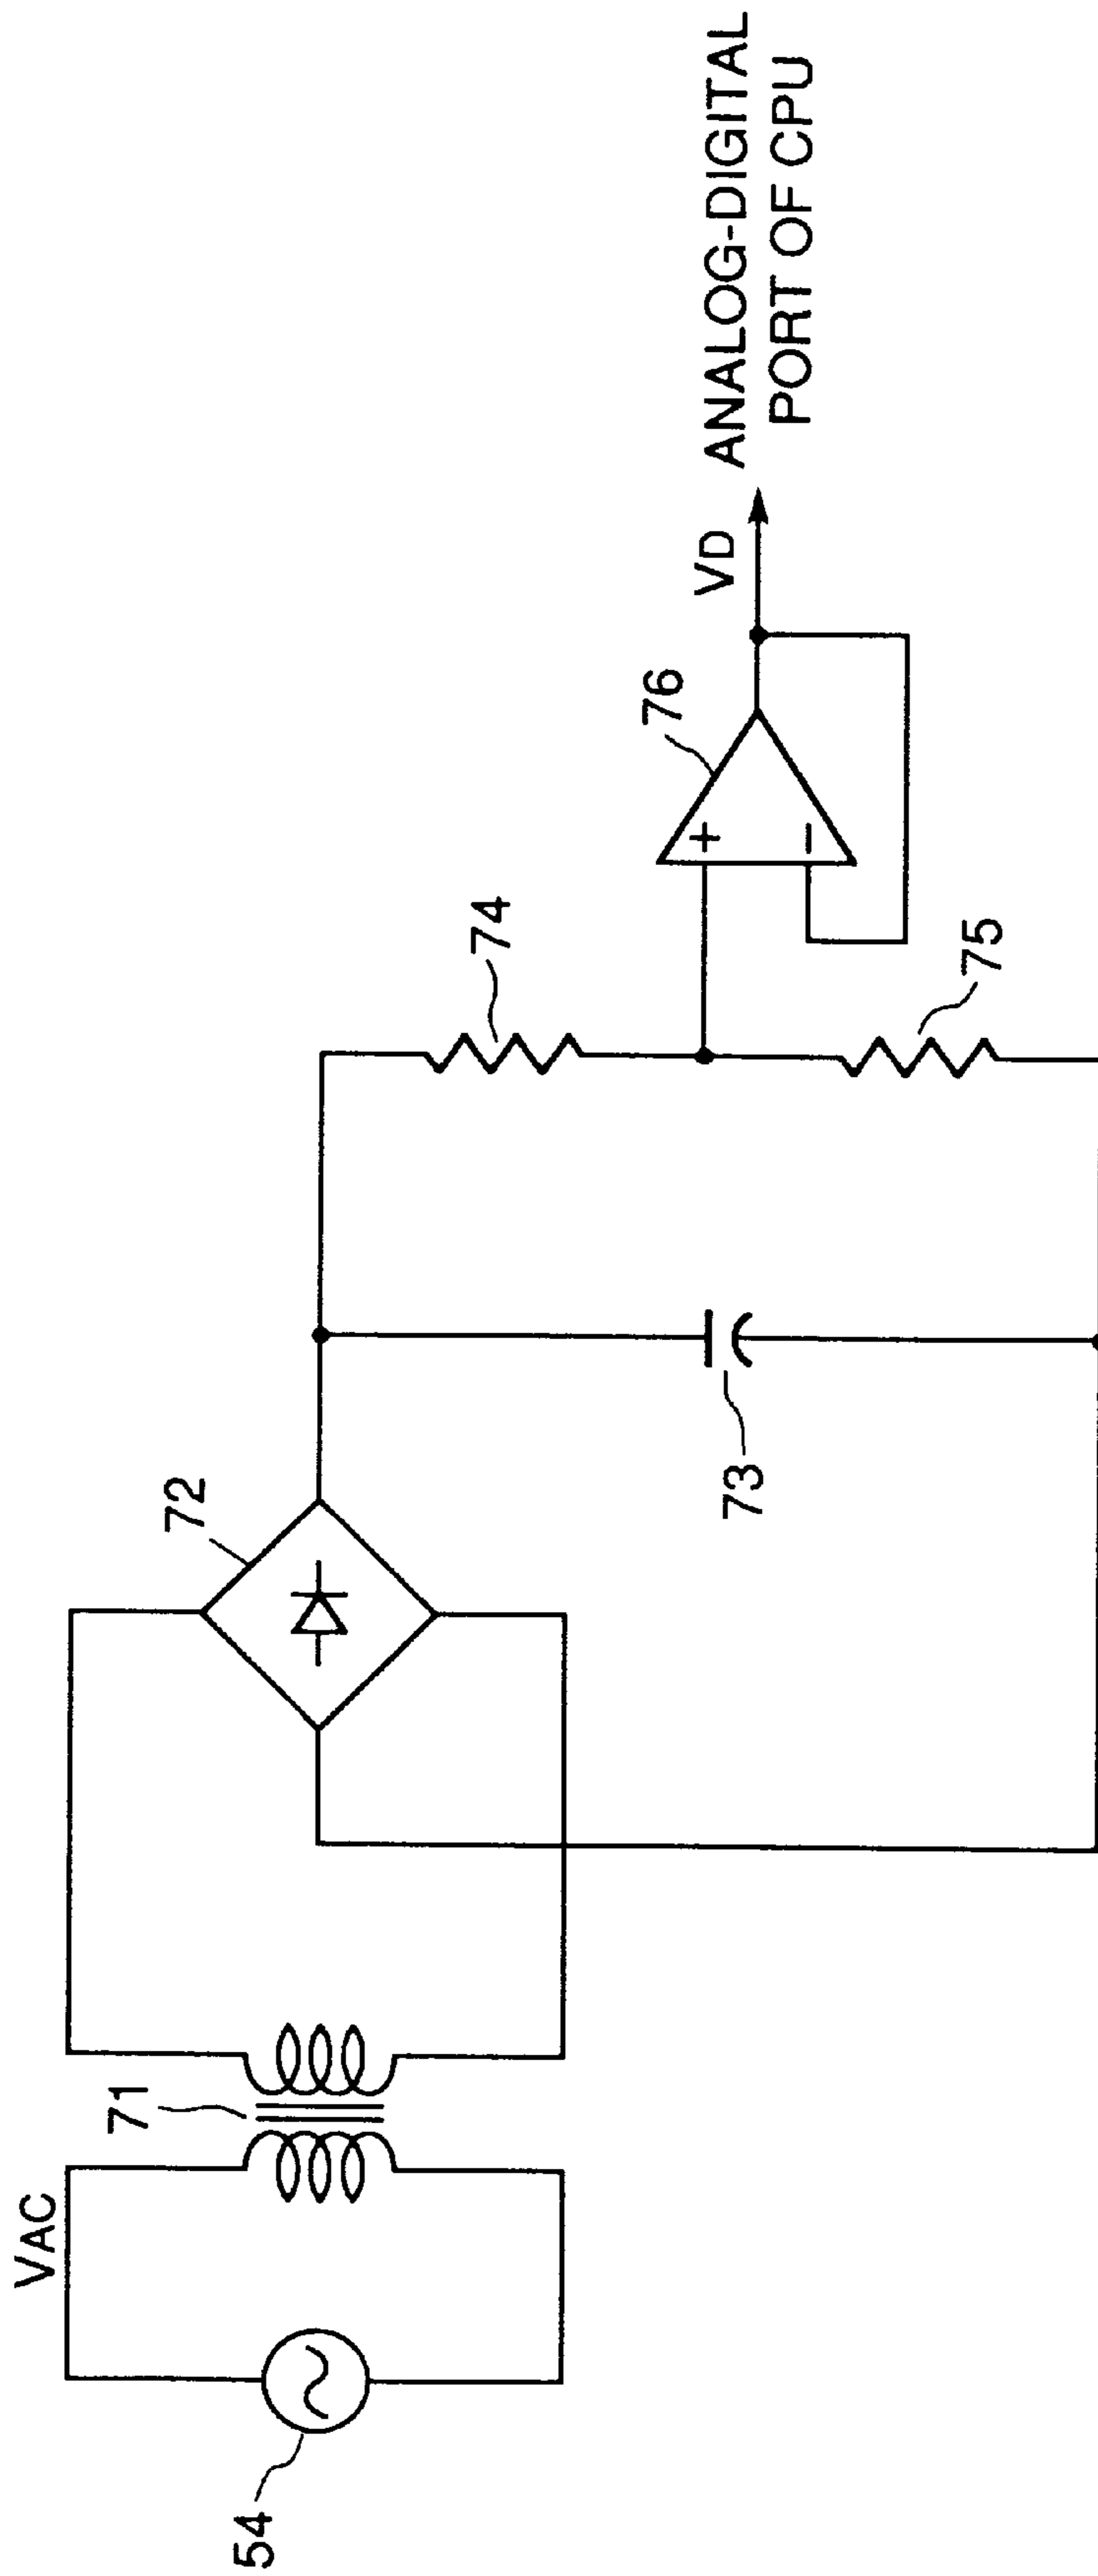 54
VAC
71
72
73
74
75
76
+
−
VD
ANALOG-DIGITAL
PORT OF CPU